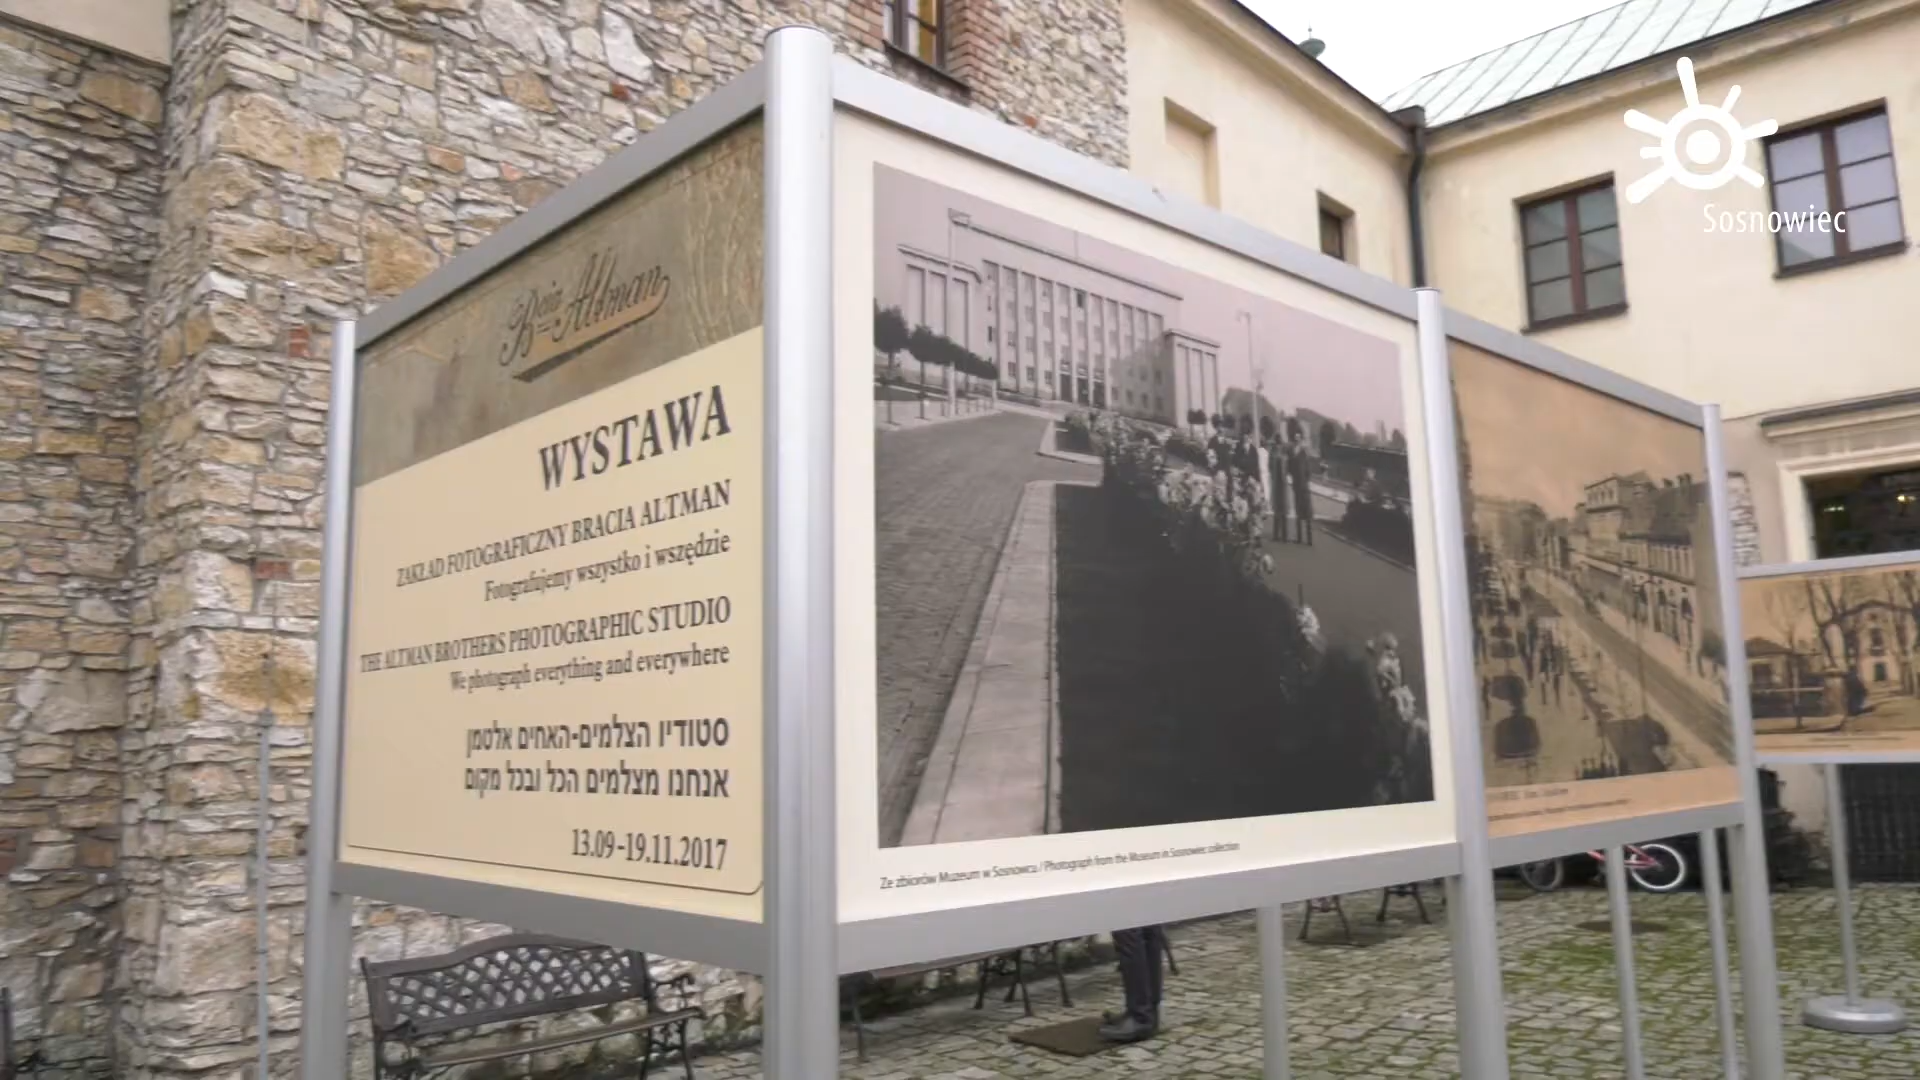 Bcia Altman
WYSTAWA
ZAKŁAD FOTOGRAFICZNY BRACIA ALTMAN
Fotografujemy wszystko i wszędzie
THE ALTMAN BROTHERS PHOTOGRAPHIC STUDIO
We photograph everything and everywhere
סטודיו הצלמים-האחים אלטמן
אנחנו מצלמים הכל ובכל מקום
13.09-19.11.2017
Ze zbiorów Muzeum w Sosnowcu / Photograph from the Museum in Sosnowiec collection
Sosnowiec